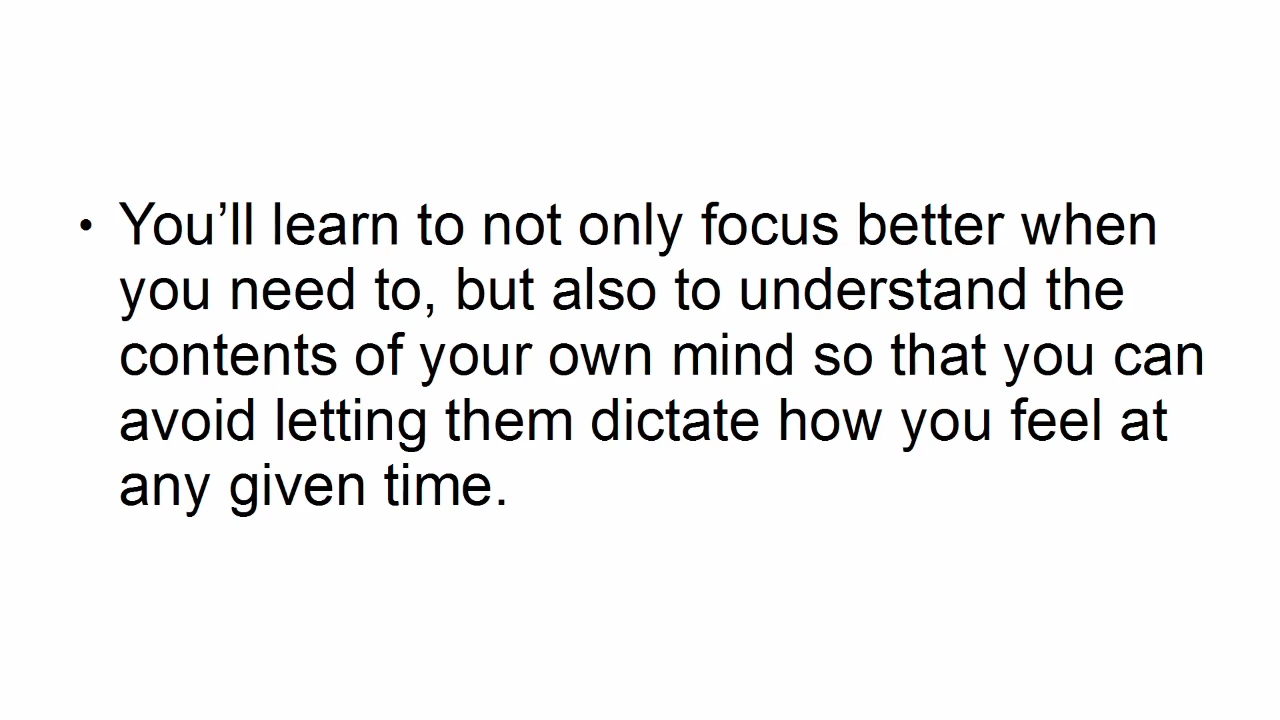 • You’ll learn to not only focus better when
you need to, but also to understand the
contents of your own mind so that you can
avoid letting them dictate how you feel at
any given time.